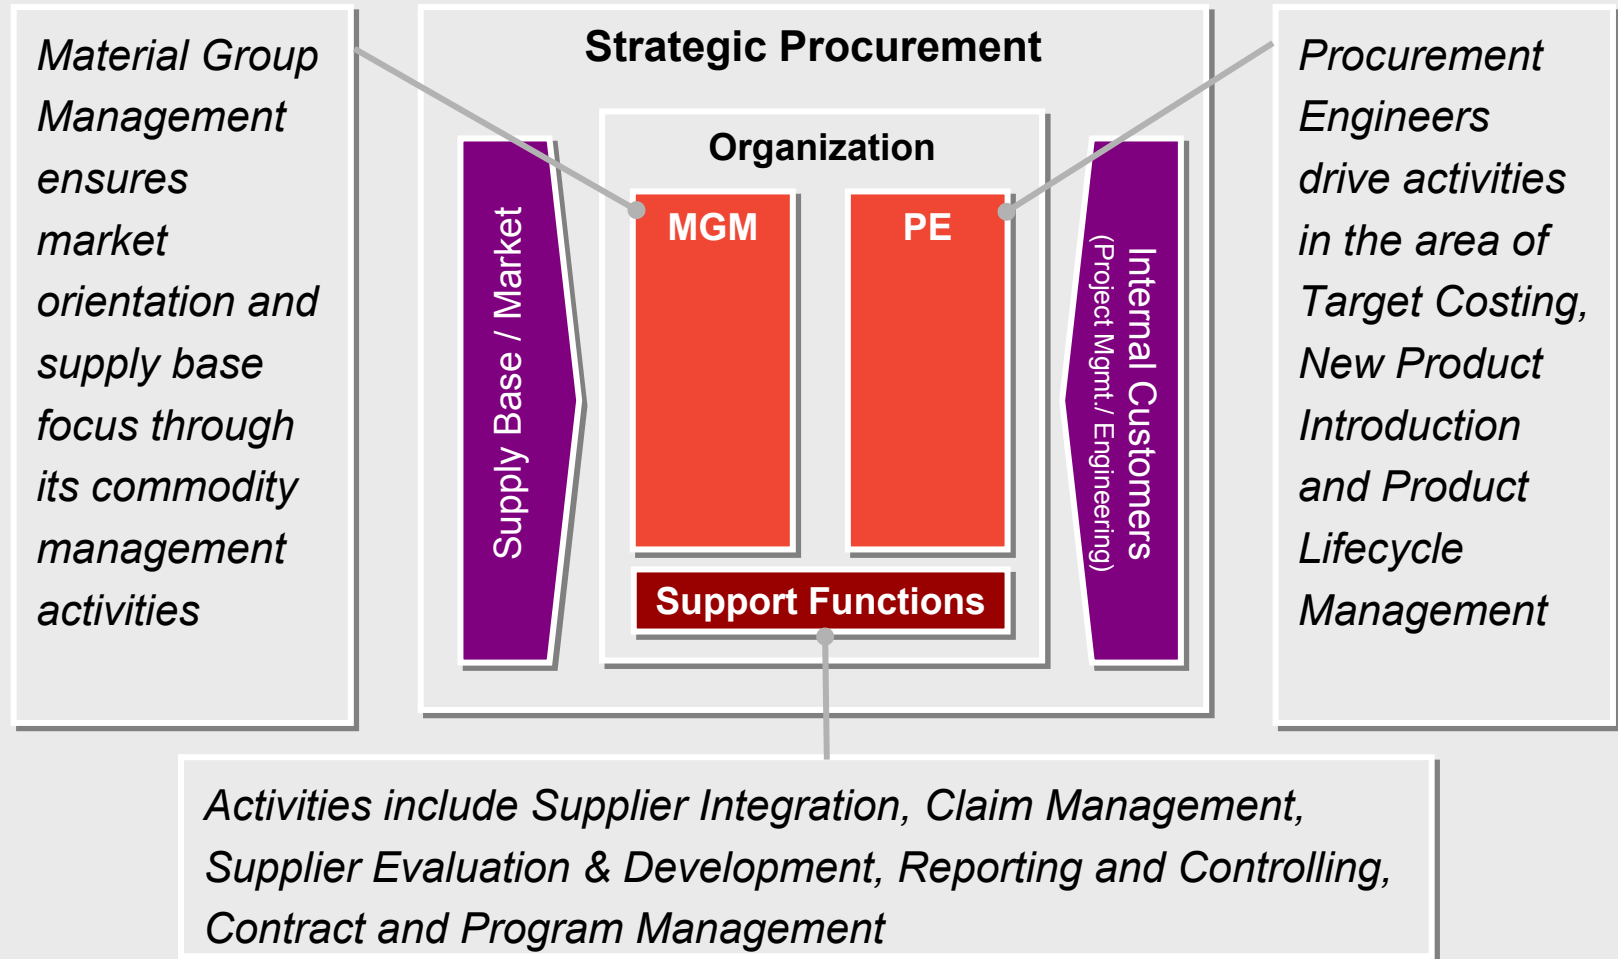 Material Group
Management
ensures
market
orientation and
supply base
focus through
its commodity
management
activities
Strategic Procurement
Organization
Supply Base / Market
MGM
PE
Internal Customers
(Project Mgmt./ Engineering)
Support Functions
Procurement
Engineers
drive activities
in the area of
Target Costing,
New Product
Introduction
and Product
Lifecycle
Management
Activities include Supplier Integration, Claim Management,
Supplier Evaluation & Development, Reporting and Controlling,
Contract and Program Management